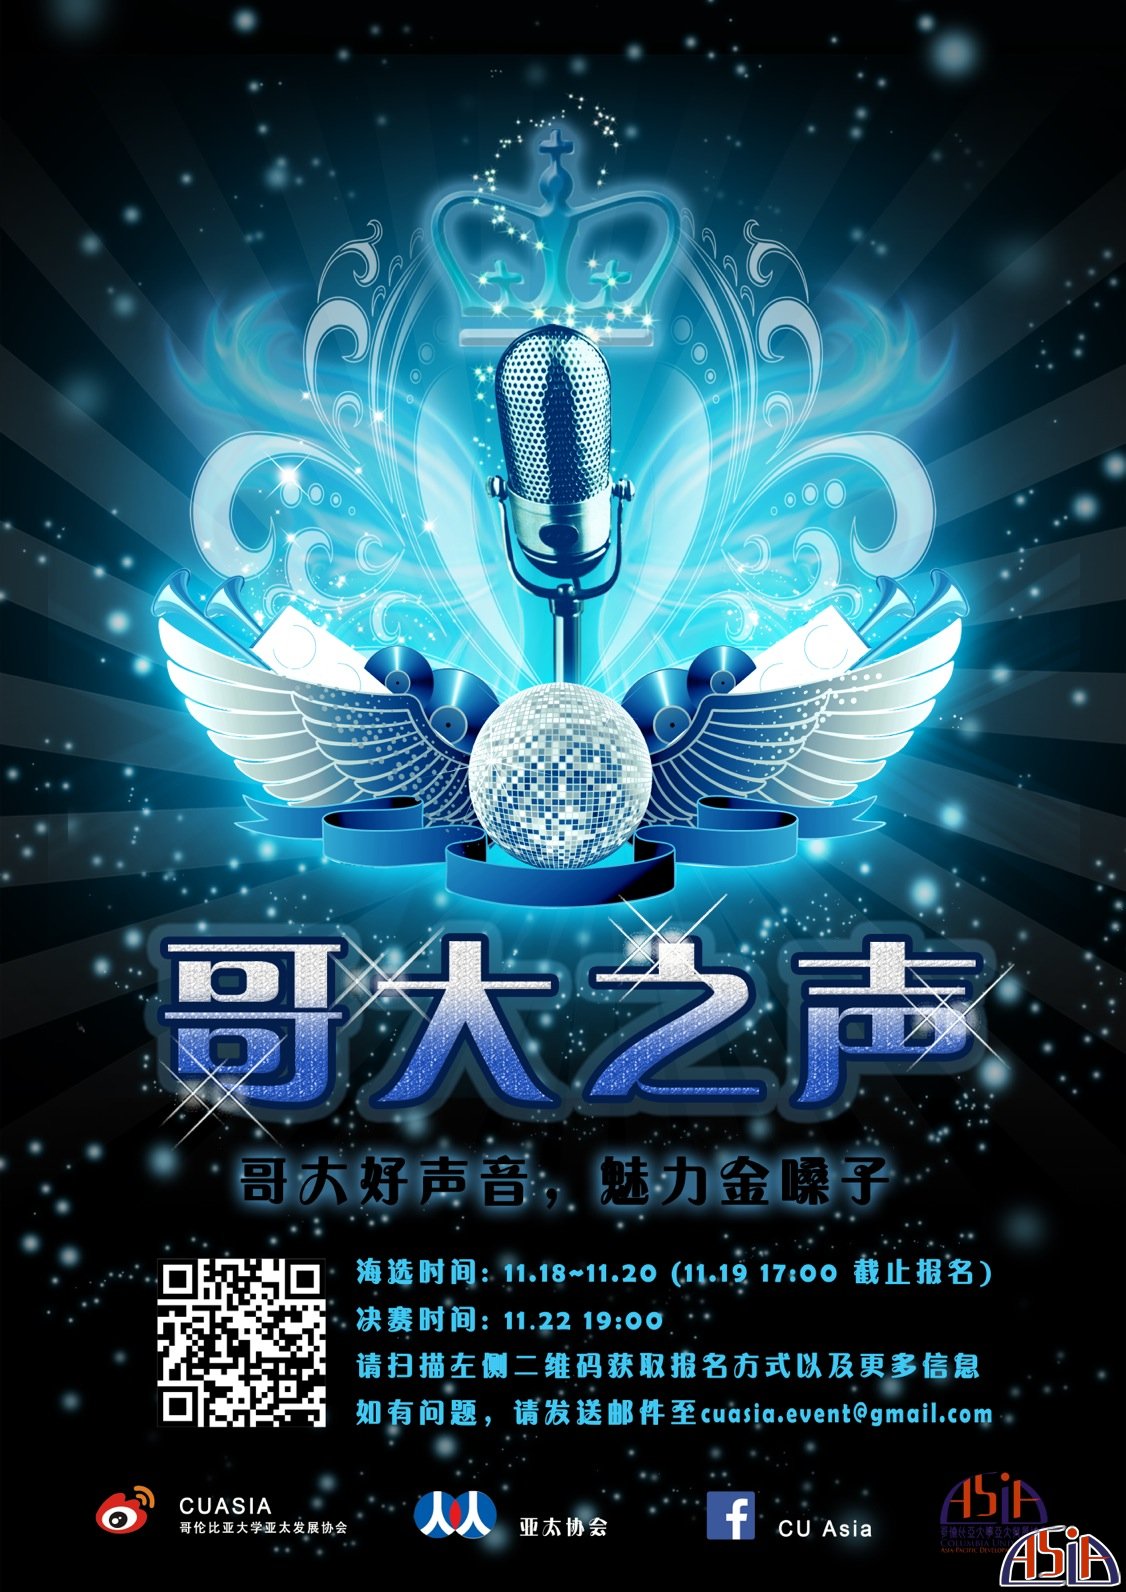 哥大之声
哥大好声音，魅力金嗓子
海选时间: 11.18~11.20 (11.19 17:00 截止报名)
决赛时间: 11.22 19:00
请扫描左侧二维码获取报名方式以及更多信息
如有问题，请发送邮件至cuasia.event@gmail.com
CUASIA
哥伦比亚大学亚太发展协会
亚太协会
CU Asia
ASIA
ASIA